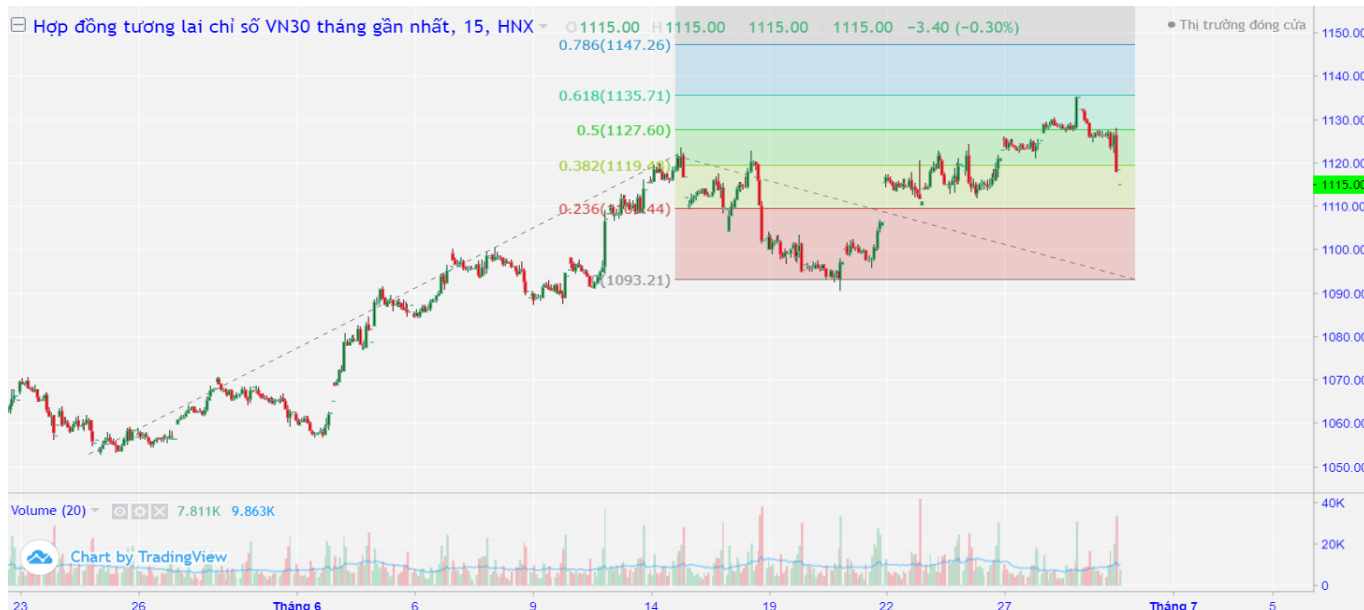 Hợp đồng tương lai chỉ số VN30 tháng gần nhất, 15, HNX O1115.00 H1115.00 1115.00 1115.00 −3.40 (−0.30%)
Thị trường đóng cửa
0.786(1147.26)
0.618(1135.71)
0.5(1127.60)
0.382(1119.48)
(1093.21)
1150.00
1140.00
1130.00
1120.00
1115.00
1110.00
1100.00
1090.00
1080.00
1070.00
1060.00
1050.00
Volume (20) 7.811K 9.863K
Chart by TradingView
40K
20K
0
23 26 Tháng 6 6 9 14 19 22 27 Tháng 7 5